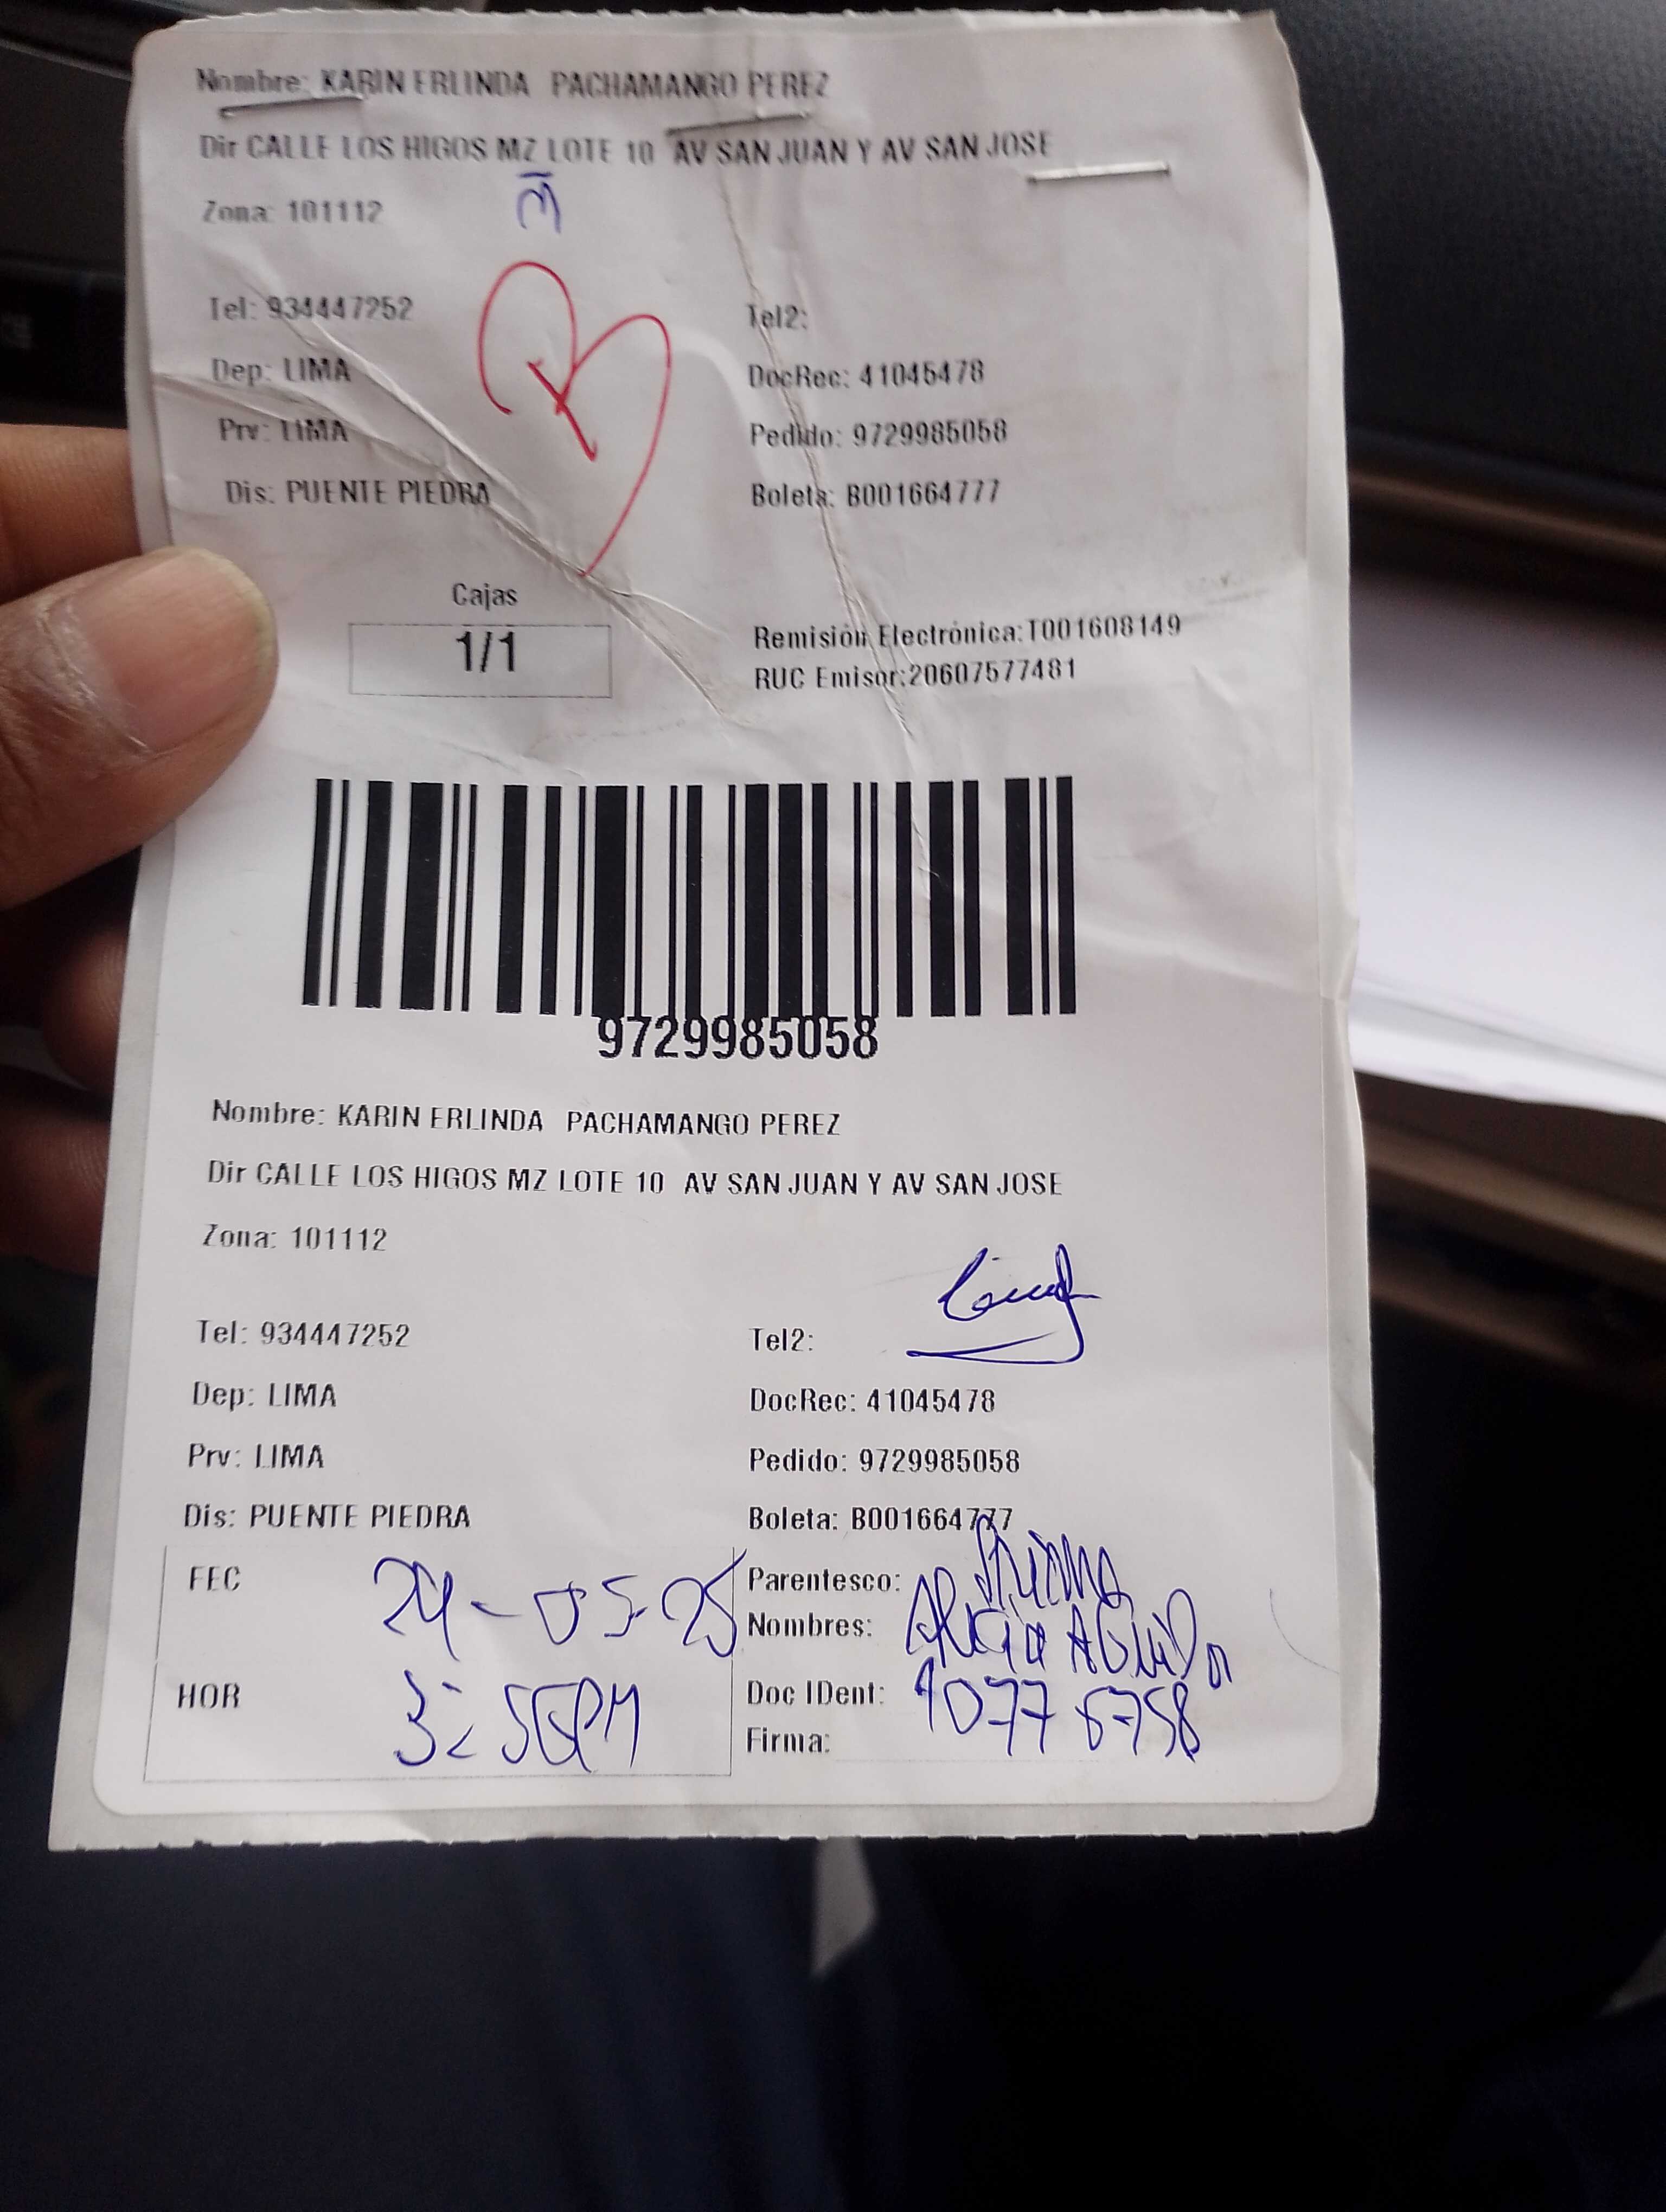 Nombre: KARIN ERLINDA PACHAMANGO PEREZ
Dir CALLE LOS HIGOS MZ LOTE 10 AV SAN JUAN Y AV SAN JOSE
Zona: 101112
Tel: 934447252 Tel2:
Dep: LIMA DocRec: 41045478
Prv: LIMA Pedido: 9729985058
Dis: PUENTE PIEDRA Boleta: B001664777
Cajas
1/1
Remisión Electrónica:T001608149
RUC Emisor:20607577481
9729985058
Nombre: KARIN ERLINDA PACHAMANGO PEREZ
Dir CALLE LOS HIGOS MZ LOTE 10 AV SAN JUAN Y AV SAN JOSE
Zona: 101112
Tel: 934447252 Tel2:
Dep: LIMA DocRec: 41045478
Prv: LIMA Pedido: 9729985058
Dis: PUENTE PIEDRA Boleta: B001664777
FEC 24-05-25 Parentesco:
Nombres: Alicia
HOR 3:56PM Doc IDent:
Firma: